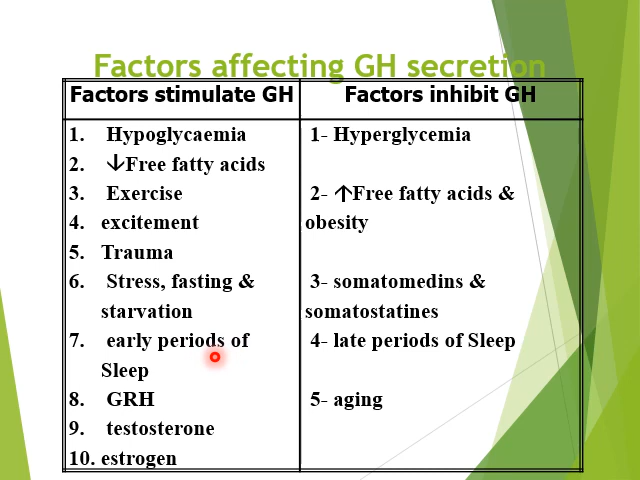 Factors affecting GH secretion
Factors stimulate GH
1. Hypoglycaemia
2. ↓Free fatty acids
3. Exercise
4. excitement
5. Trauma
6. Stress, fasting &
starvation
7. early periods of
Sleep
8. GRH
9. testosterone
10. estrogen
Factors inhibit GH
1- Hyperglycemia
2- ↑Free fatty acids &
obesity
3- somatomedins &
somatostatines
4- late periods of Sleep
5- aging